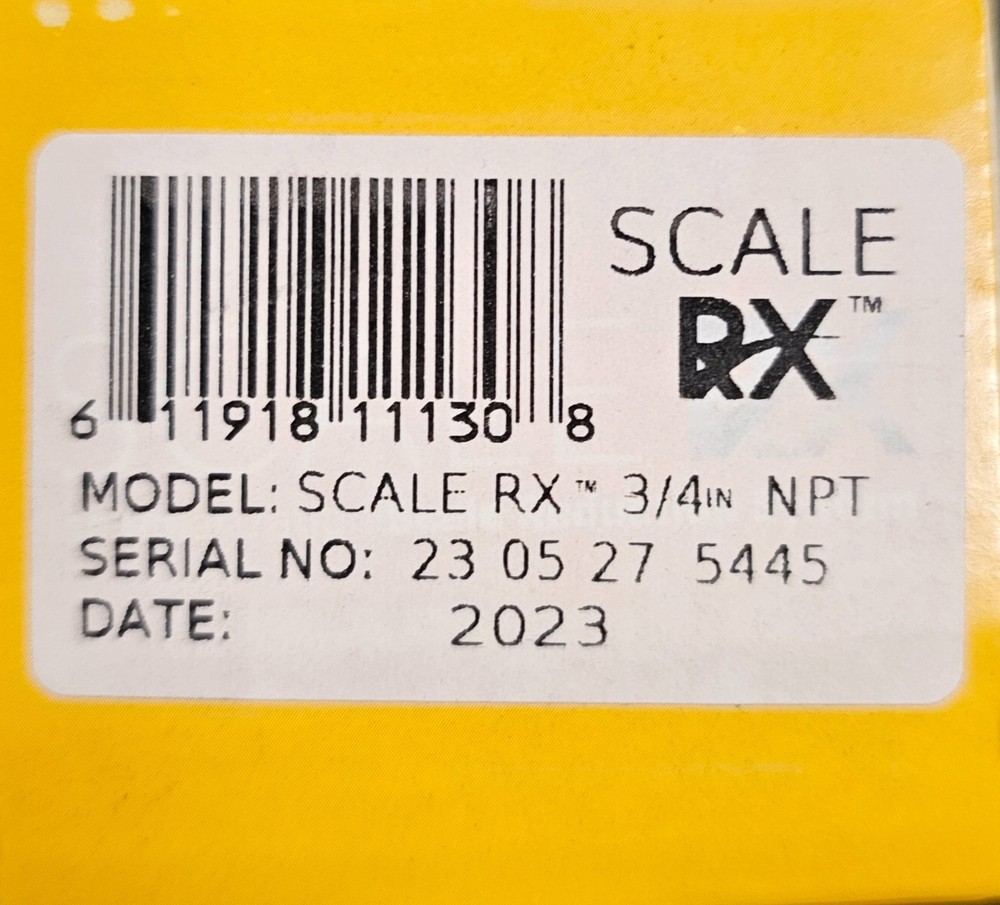 SCALE
RX™
6 11918 11130 8
MODEL: SCALE RX™ 3/4IN NPT
SERIAL NO: 23 05 27 5445
DATE: 2023